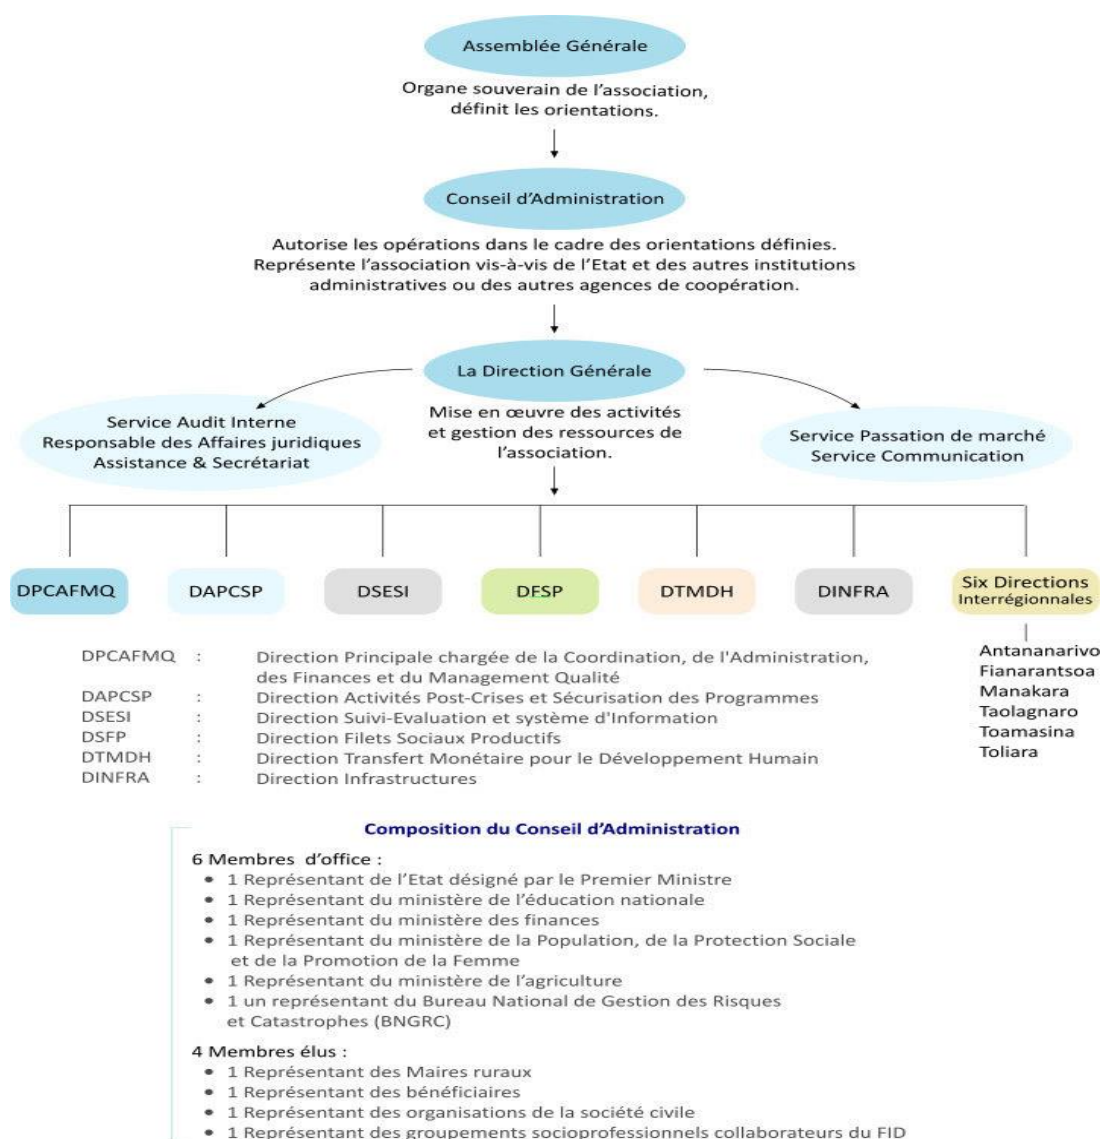 Assemblée Générale
Organe souverain de l’association,
définit les orientations.
Conseil d’Administration
Autorise les opérations dans le cadre des orientations définies.
Représente l’association vis-à-vis de l’Etat et des autres institutions
administratives ou des autres agences de coopération.
La Direction Générale
Mise en œuvre des activités
et gestion des ressources de
l’association.
Service Audit Interne
Responsable des Affaires juridiques
Assistance & Secrétariat
Service Passation de marché
Service Communication
DPCAFMQ
DAPCSP
DSESI
DFSP
DTMDH
DINFRA
Six Directions
Interrégionnales
Antananarivo
Fianarantsoa
Manakara
Taolagnaro
Toamasina
Toliara
DPCAFMQ : Direction Principale chargée de la Coordination, de l'Administration,
des Finances et du Management Qualité
DAPCSP : Direction Activités Post-Crises et Sécurisation des Programmes
DSESI : Direction Suivi-Evaluation et système d'Information
DSFP : Direction Filets Sociaux Productifs
DTMDH : Direction Transfert Monétaire pour le Développement Humain
DINFRA : Direction Infrastructures
Composition du Conseil d’Administration
6 Membres d’office :
• 1 Représentant de l’Etat désigné par le Premier Ministre
• 1 Représentant du ministère de l’éducation nationale
• 1 Représentant du ministère des finances
• 1 Représentant du ministère de la Population, de la Protection Sociale
et de la Promotion de la Femme
• 1 Représentant du ministère de l’agriculture
• 1 un représentant du Bureau National de Gestion des Risques
et Catastrophes (BNGRC)
4 Membres élus :
• 1 Représentant des Maires ruraux
• 1 Représentant des bénéficiaires
• 1 Représentant des organisations de la société civile
• 1 Représentant des groupements socioprofessionnels collaborateurs du FID